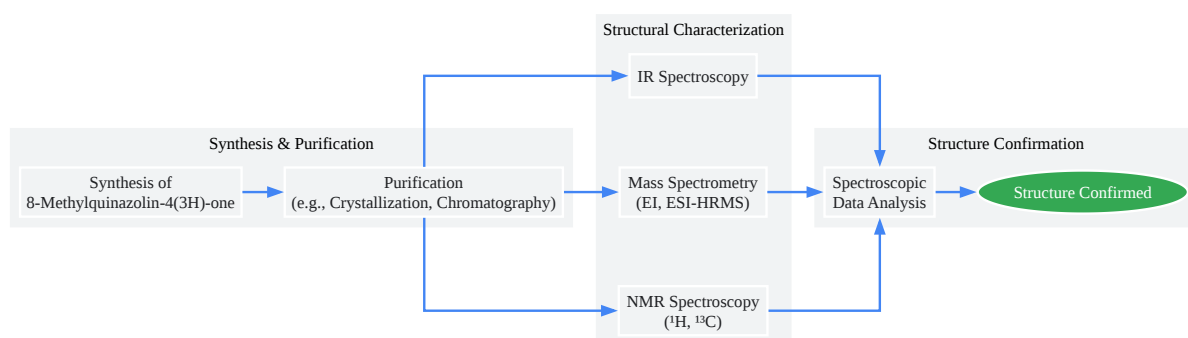 Structural Characterization
IR Spectroscopy
Synthesis & Purification
Structure Confirmation
Synthesis of
8-Methylquinazolin-4(3H)-one
Purification
(e.g., Crystallization, Chromatography)
Mass Spectrometry
(EI, ESI-HRMS)
Spectroscopic
Data Analysis
Structure Confirmed
NMR Spectroscopy
(¹H, ¹³C)